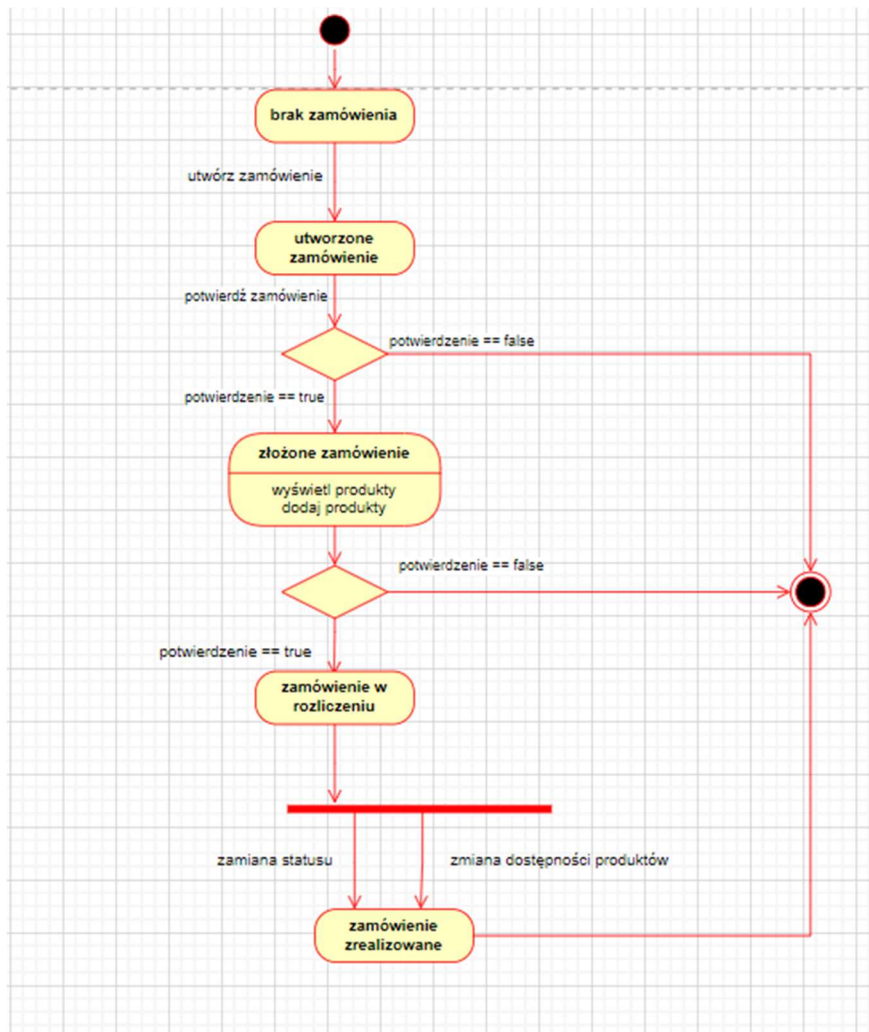 brak zamówienia
utwórz zamówienie
utworzone
zamówienie
potwierdź zamówienie
potwierdzenie == false
potwierdzenie == true
złożone zamówienie
wyświetl produkty
dodaj produkty
potwierdzenie == false
potwierdzenie == true
zamówienie w
rozliczeniu
zamiana statusu
zmiana dostępności produktów
zamówienie
zrealizowane